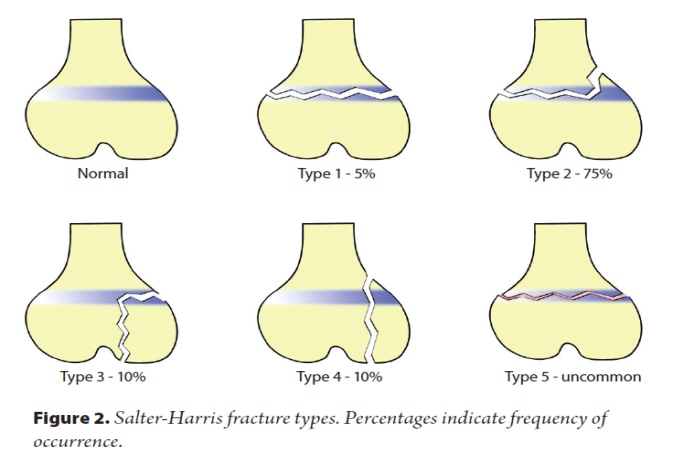 Normal
Type 1 - 5%
Type 2 - 75%
Type 3 - 10%
Type 4 - 10%
Type 5 - uncommon
Figure 2. Salter-Harris fracture types. Percentages indicate frequency of
occurrence.